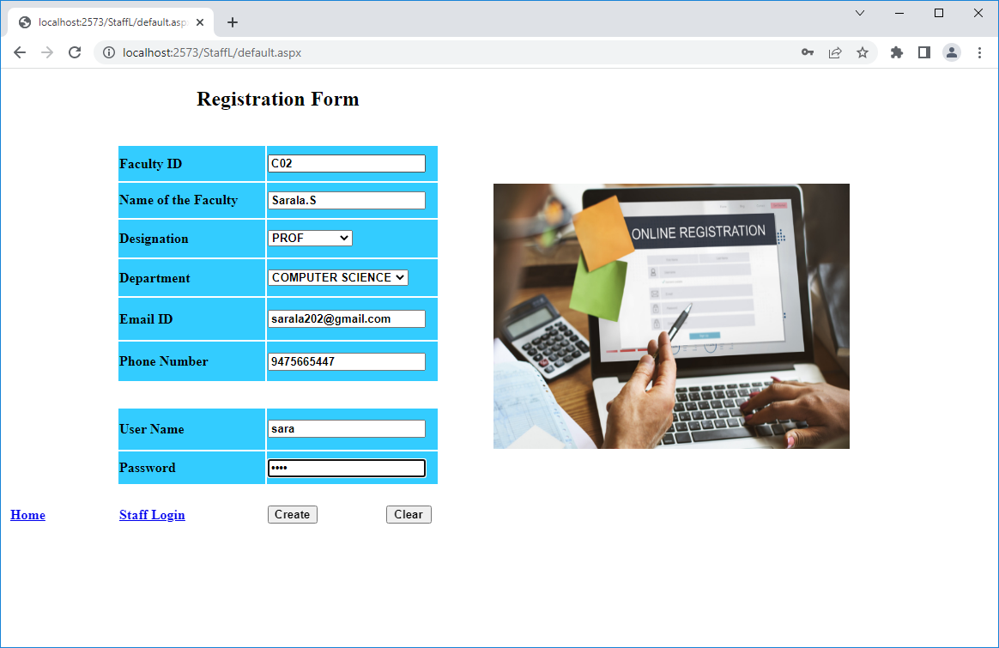 localhost:2573/StaffL/default.asp
localhost:2573/StaffL/default.aspx
Registration Form
Faculty ID C02
Name of the Faculty Sarala.S
Designation PROF
Department COMPUTER SCIENCE
Email ID sarala202@gmail.com
Phone Number 9475665447
User Name sara
Password ••••
Home Staff Login Create Clear
ONLINE REGISTRATION